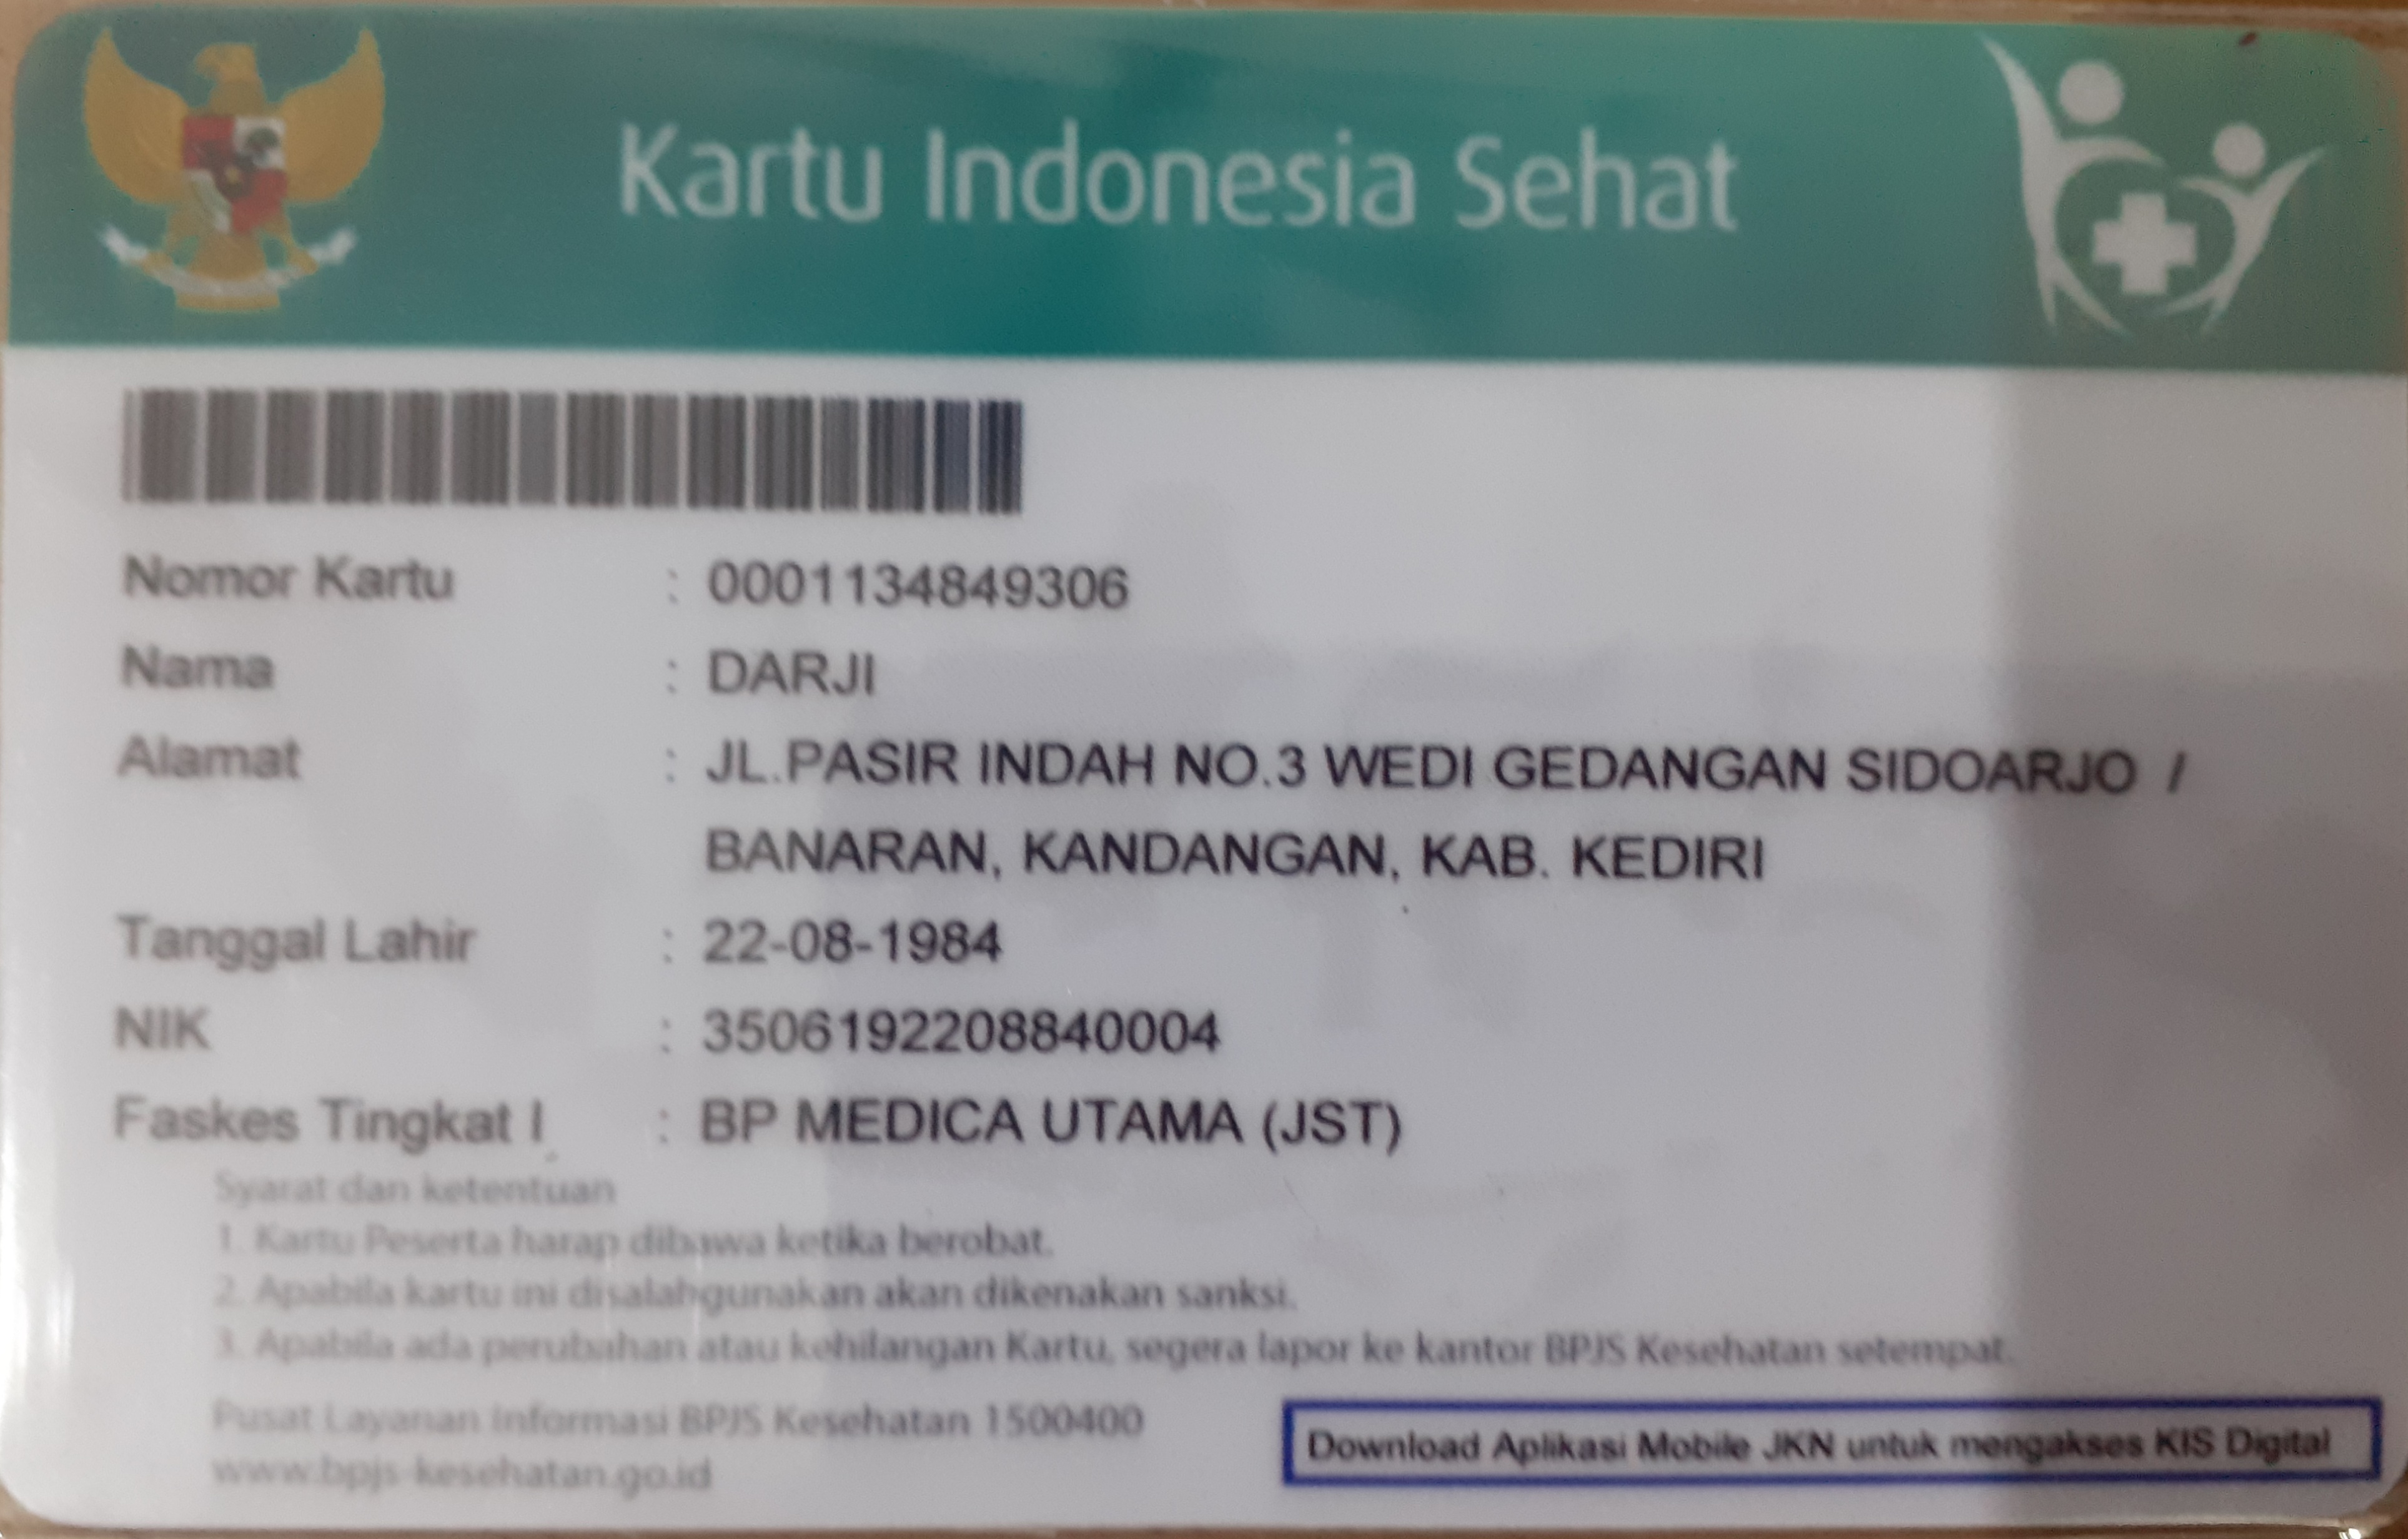 Kartu Indonesia Sehat
Nomor Kartu : 0001134849306
Nama : DARJI
Alamat : JL.PASIR INDAH NO.3 WEDI GEDANGAN SIDOARJO /
BANARAN, KANDANGAN, KAB. KEDIRI
Tanggal Lahir : 22-08-1984
NIK : 3506192208840004
Faskes Tingkat I : BP MEDICA UTAMA (JST)
Syarat dan ketentuan
1. Kartu Peserta harap dibawa ketika berobat.
2. Apabila kartu ini disalahgunakan akan dikenakan sanksi.
3. Apabila ada perubahan atau kehilangan Kartu, segera lapor ke kantor BPJS Kesehatan setempat.
Pusat Layanan Informasi BPJS Kesehatan 1500400
www.bpjs-kesehatan.go.id
Download Aplikasi Mobile JKN untuk mengakses KIS Digital